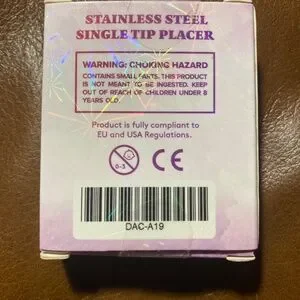 STAINLESS STEEL
SINGLE TIP PLACER
WARNING: CHOKING HAZARD
CONTAINS SMALL PARTS. THIS PRODUCT
IS NOT MEANT TO BE INGESTED. KEEP
OUT OF REACH OF CHILDREN UNDER 8
YEARS OLD.
Product is fully compliant to
EU and USA Regulations.
0-3
DAC-A19